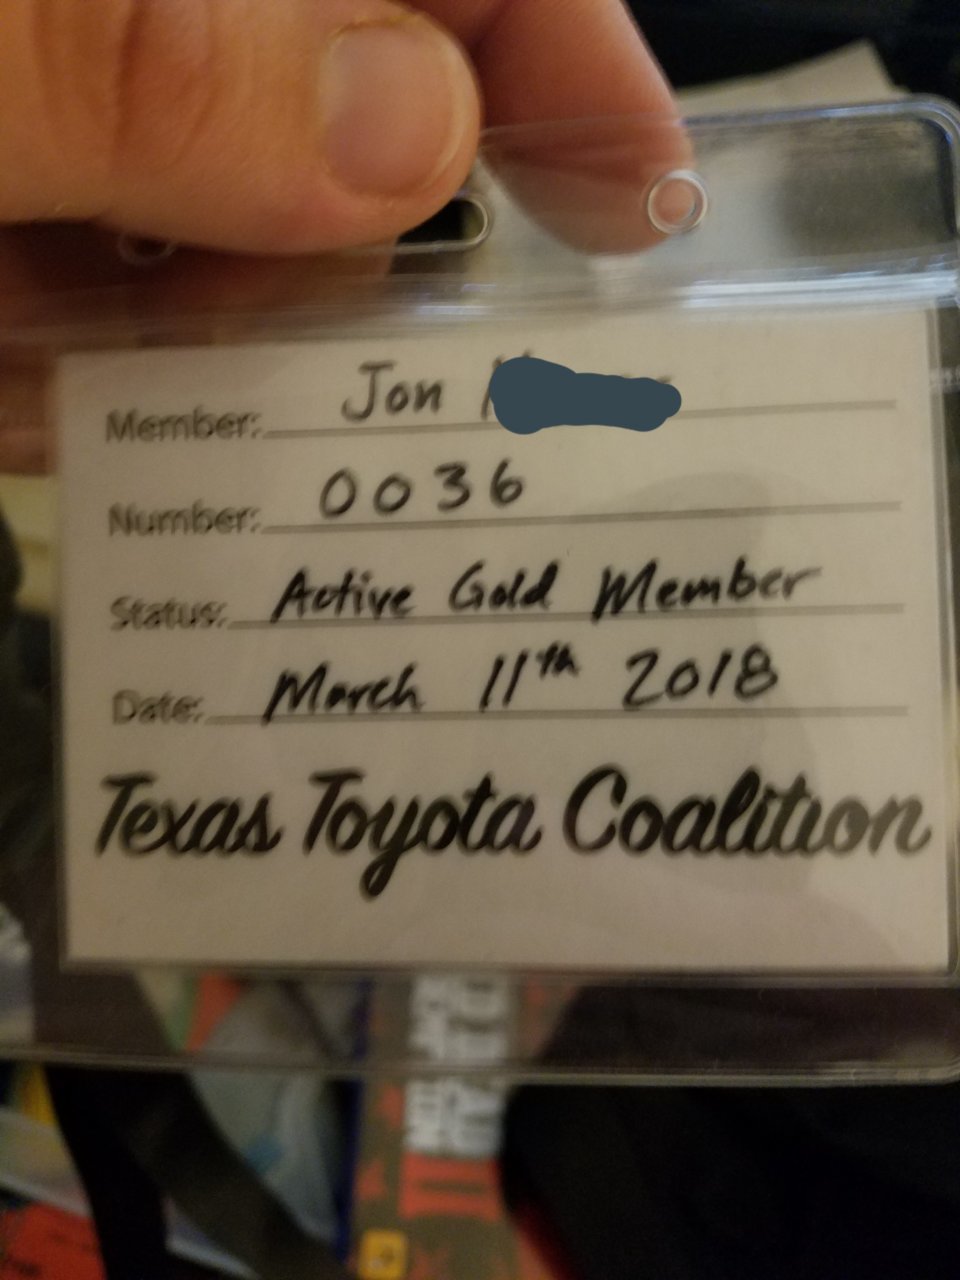 Member: Jon
Number: 0036
Status: Active Gold Member
Date: March 11th 2018
Texas Toyota Coalition